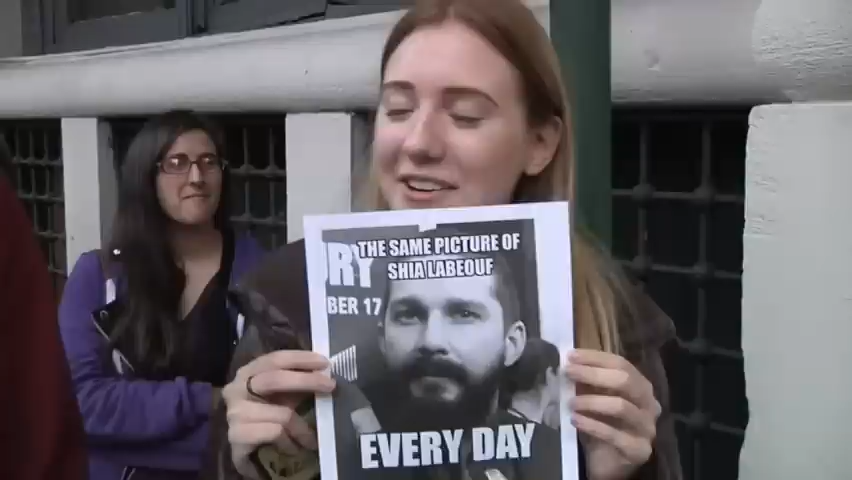 THE SAME PICTURE OF
SHIA LABEOUF
RY
BER 17
EVERY DAY